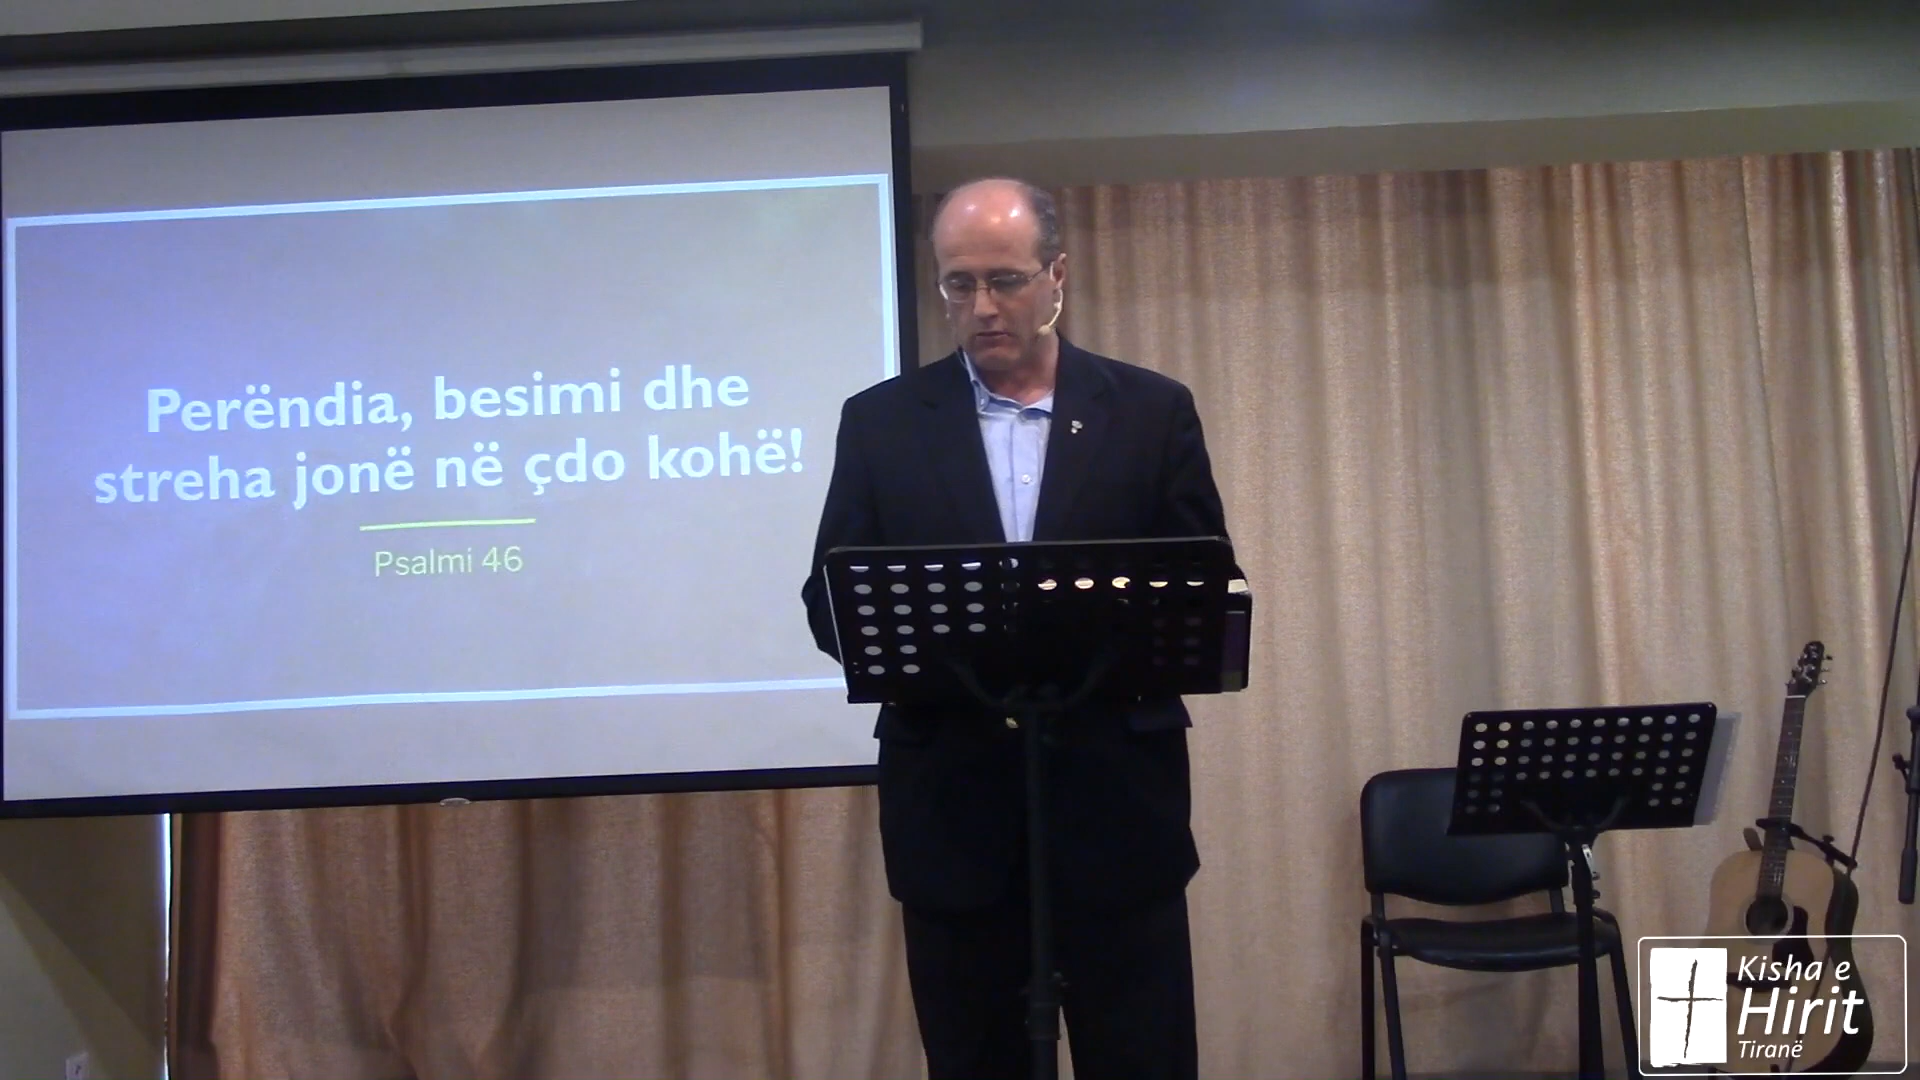 Perëndia, besimi dhe
streha jonë në çdo kohë!
Psalmi 46
Kisha e
Hirit
Tiranë